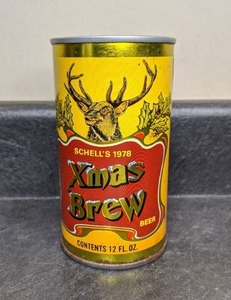 SCHELL'S 1978
Xmas
Brew
BEER
CONTENTS 12 FL. OZ.